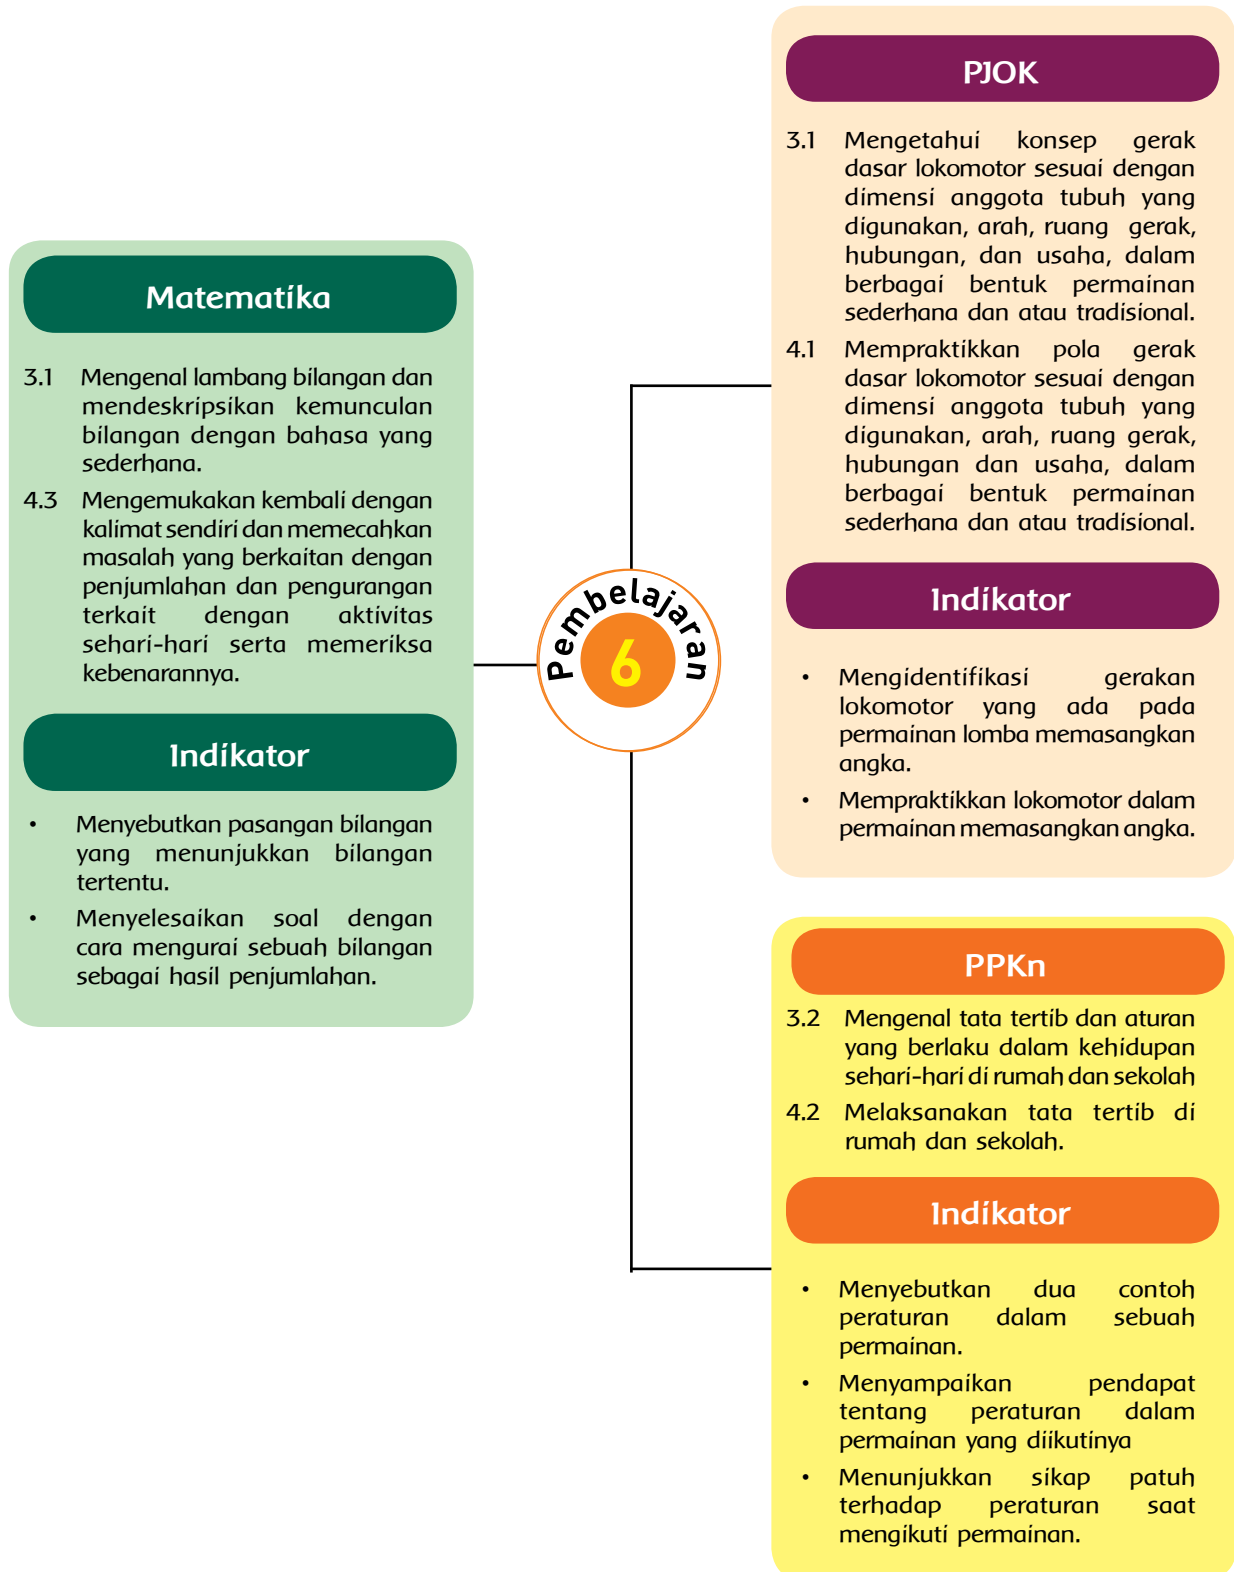 Matematika
3.1 Mengenal lambang bilangan dan
mendeskripsikan kemunculan
bilangan dengan bahasa yang
sederhana.
4.3 Mengemukakan kembali dengan
kalimat sendiri dan memecahkan
masalah yang berkaitan dengan
penjumlahan dan pengurangan
terkait dengan aktivitas
sehari-hari serta memeriksa
kebenarannya.
Indikator
• Menyebutkan pasangan bilangan
yang menunjukkan bilangan
tertentu.
• Menyelesaikan soal dengan
cara mengurai sebuah bilangan
sebagai hasil penjumlahan.
Pembelajaran
6
PJOK
3.1 Mengetahui konsep gerak
dasar lokomotor sesuai dengan
dimensi anggota tubuh yang
digunakan, arah, ruang gerak,
hubungan, dan usaha, dalam
berbagai bentuk permainan
sederhana dan atau tradisional.
4.1 Mempraktikkan pola gerak
dasar lokomotor sesuai dengan
dimensi anggota tubuh yang
digunakan, arah, ruang gerak,
hubungan dan usaha, dalam
berbagai bentuk permainan
sederhana dan atau tradisional.
Indikator
• Mengidentifikasi gerakan
lokomotor yang ada pada
permainan lomba memasangkan
angka.
• Mempraktikkan lokomotor dalam
permainan memasangkan angka.
PPKn
3.2 Mengenal tata tertib dan aturan
yang berlaku dalam kehidupan
sehari-hari di rumah dan sekolah
4.2 Melaksanakan tata tertib di
rumah dan sekolah.
Indikator
• Menyebutkan dua contoh
peraturan dalam sebuah
permainan.
• Menyampaikan pendapat
tentang peraturan dalam
permainan yang diikutinya
• Menunjukkan sikap patuh
terhadap peraturan saat
mengikuti permainan.